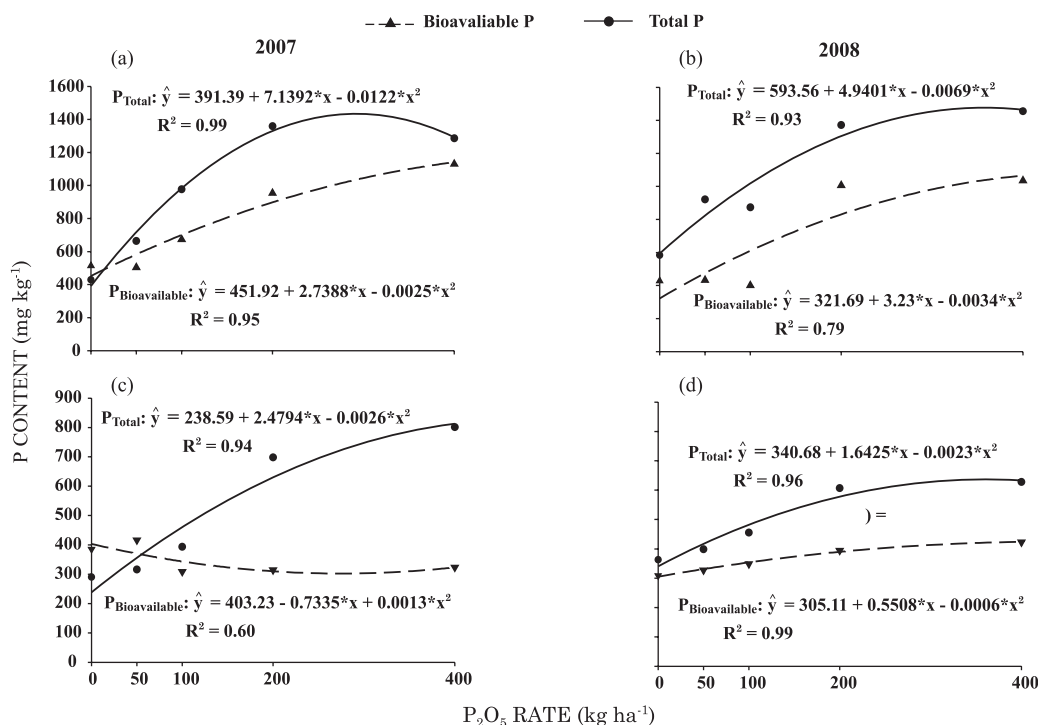 Bioavaliable P Total P
2007 2008
(a)
P_Total: ŷ = 391.39 + 7.1392*x - 0.0122*x²
R² = 0.99
1600
1400
1200
1000
800
600
400
200
0
P_Bioavailable: ŷ = 451.92 + 2.7388*x - 0.0025*x²
R² = 0.95
(b)
P_Total: ŷ = 593.56 + 4.9401*x - 0.0069*x²
R² = 0.93
P_Bioavailable: ŷ = 321.69 + 3.23*x - 0.0034*x²
R² = 0.79
P CONTENT (mg kg⁻¹)
(c)
P_Total: ŷ = 238.59 + 2.4794*x - 0.0026*x²
R² = 0.94
900
800
700
600
500
400
300
200
100
0
P_Bioavailable: ŷ = 403.23 - 0.7335*x + 0.0013*x²
R² = 0.60
0 50 100 200 400
(d)
P_Total: ŷ = 340.68 + 1.6425*x - 0.0023*x²
R² = 0.96
) =
P_Bioavailable: ŷ = 305.11 + 0.5508*x - 0.0006*x²
R² = 0.99
0 50 100 200 400
P₂O₅ RATE (kg ha⁻¹)